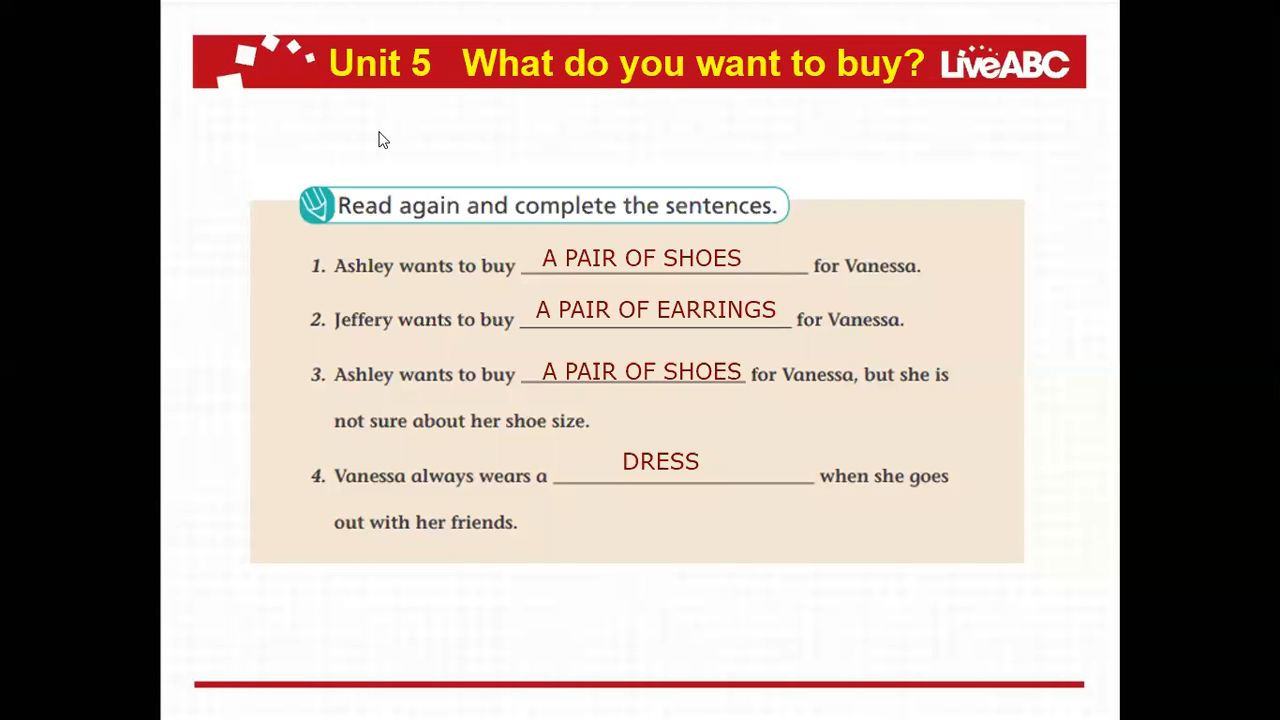 Unit 5 What do you want to buy? LiveABC
Read again and complete the sentences.
1. Ashley wants to buy A PAIR OF SHOES for Vanessa.
2. Jeffery wants to buy A PAIR OF EARRINGS for Vanessa.
3. Ashley wants to buy A PAIR OF SHOES for Vanessa, but she is
not sure about her shoe size.
4. Vanessa always wears a DRESS when she goes
out with her friends.